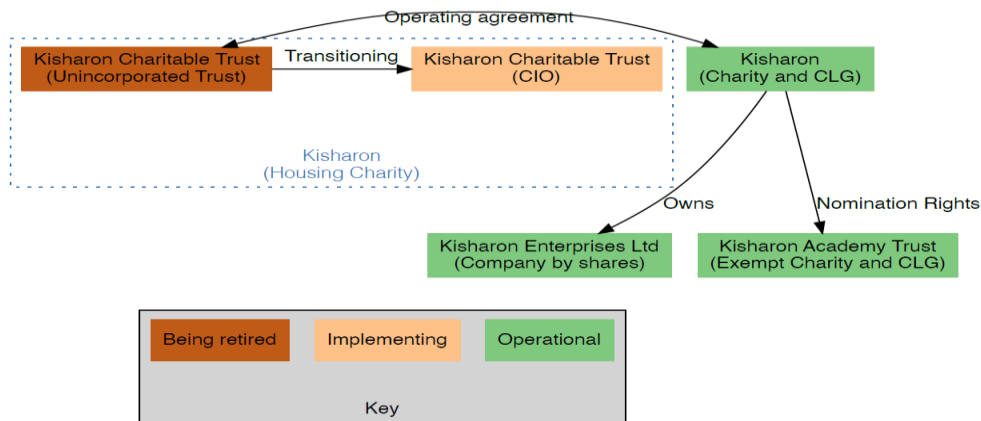 Operating agreement
Kisharon Charitable Trust
(Unincorporated Trust)
Transitioning
Kisharon Charitable Trust
(CIO)
Kisharon
(Charity and CLG)
Kisharon
(Housing Charity)
Owns
Nomination Rights
Kisharon Enterprises Ltd
(Company by shares)
Kisharon Academy Trust
(Exempt Charity and CLG)
Being retired
Implementing
Operational
Key